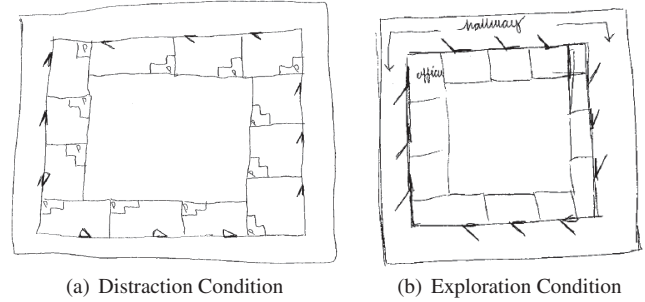 hallway
office
(a) Distraction Condition
(b) Exploration Condition